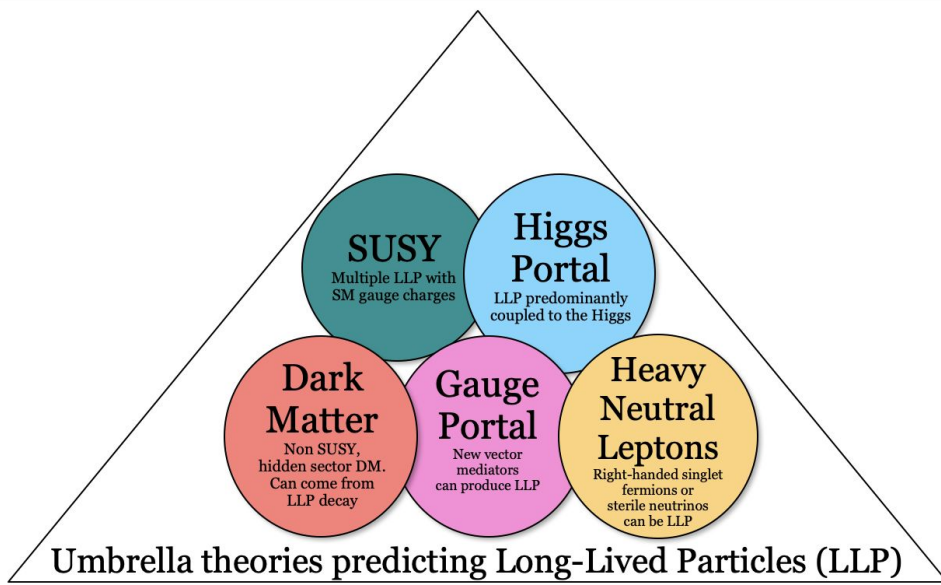 SUSY
Multiple LLP with
SM gauge charges
Higgs
Portal
LLP predominantly
coupled to the Higgs
Dark
Matter
Non SUSY,
hidden sector DM.
Can come from
LLP decay
Gauge
Portal
New vector
mediators
can produce LLP
Heavy
Neutral
Leptons
Right-handed singlet
fermions or
sterile neutrinos
can be LLP
Umbrella theories predicting Long-Lived Particles (LLP)